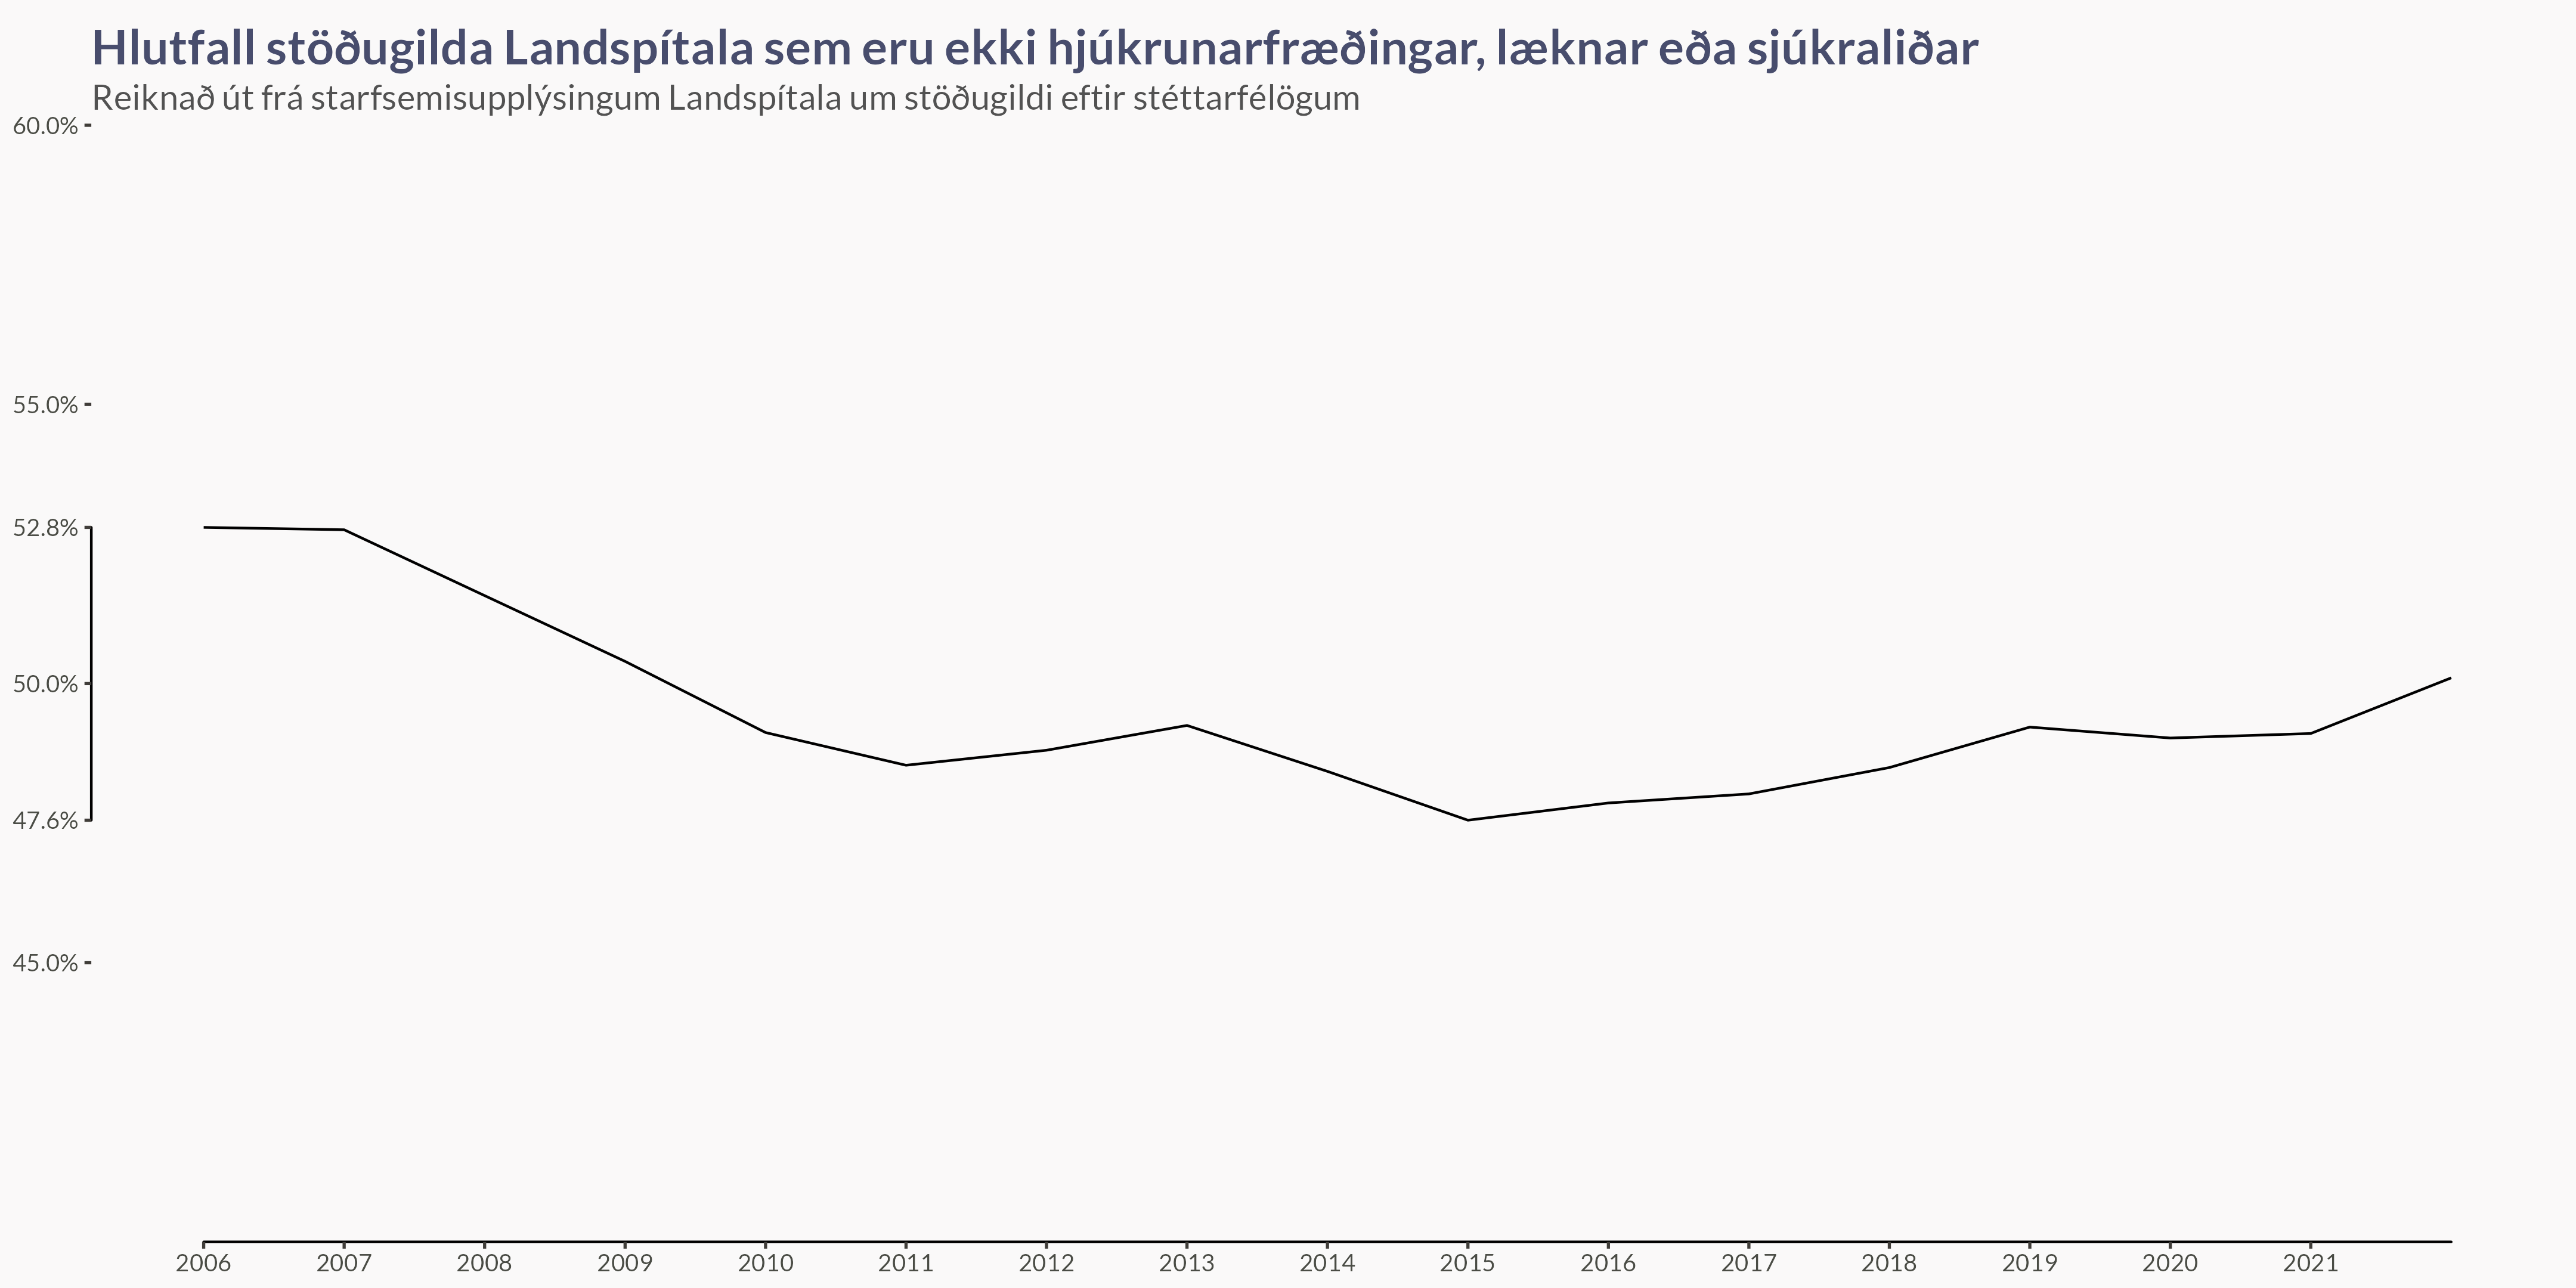 Hlutfall stöðugilda Landspítala sem eru ekki hjúkrunarfræðingar, læknar eða sjúkraliðar
Reiknað út frá starfsemisupplýsingum Landspítala um stöðugildi eftir stéttarfélögum
60.0%
55.0%
52.8%
50.0%
47.6%
45.0%
2006 2007 2008 2009 2010 2011 2012 2013 2014 2015 2016 2017 2018 2019 2020 2021